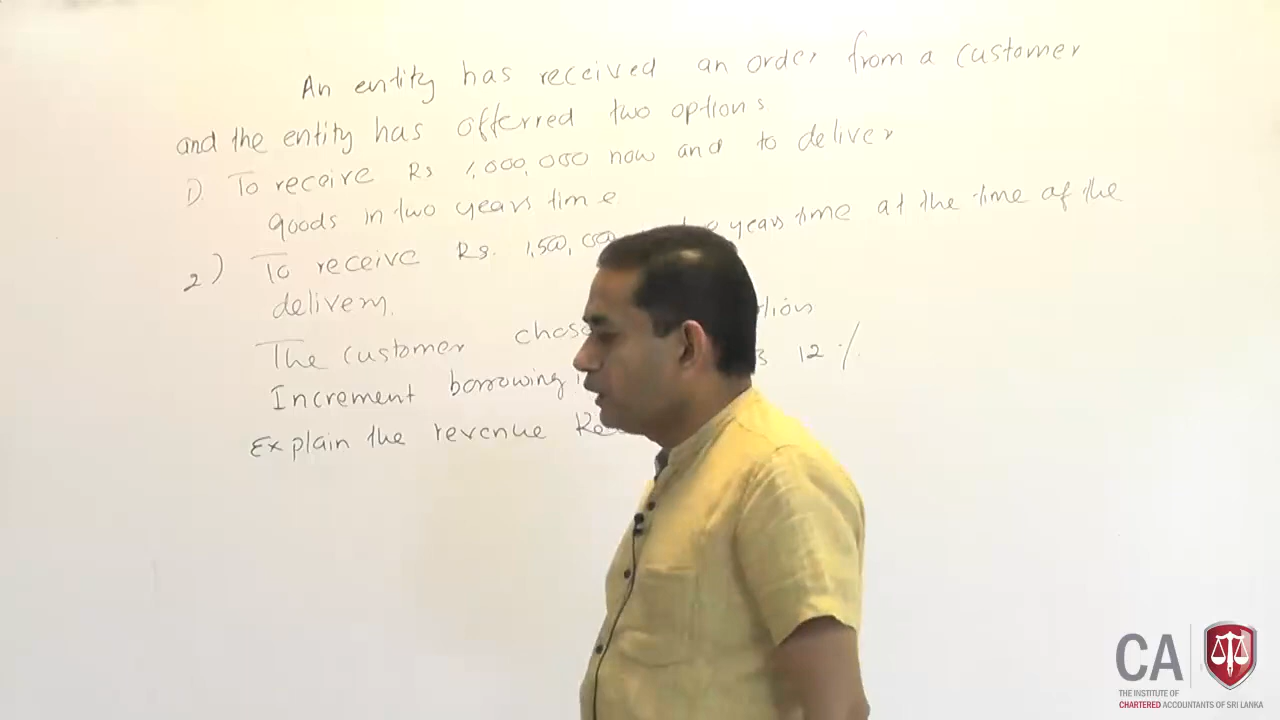 An entity has received an order from a customer
and the entity has offerred two options
1). To receive Rs 1,000,000 now and to deliver
goods in two years time
2) To receive Rs. 1,500, years time at the time of the
delivery.
The customer
Increment borrowing 12 %
Explain the revenue
CA
THE INSTITUTE OF
CHARTERED ACCOUNTANTS OF SRI LANKA